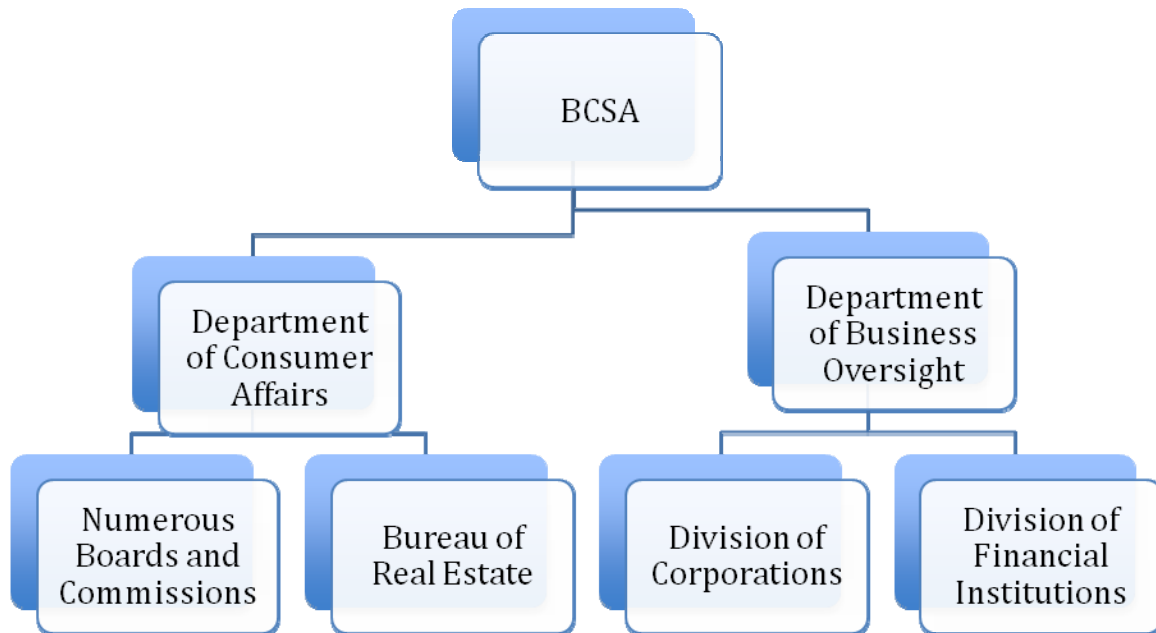 BCSA
Department
of Consumer
Affairs
Department
of Business
Oversight
Numerous
Boards and
Commissions
Bureau of
Real Estate
Division of
Corporations
Division of
Financial
Institutions